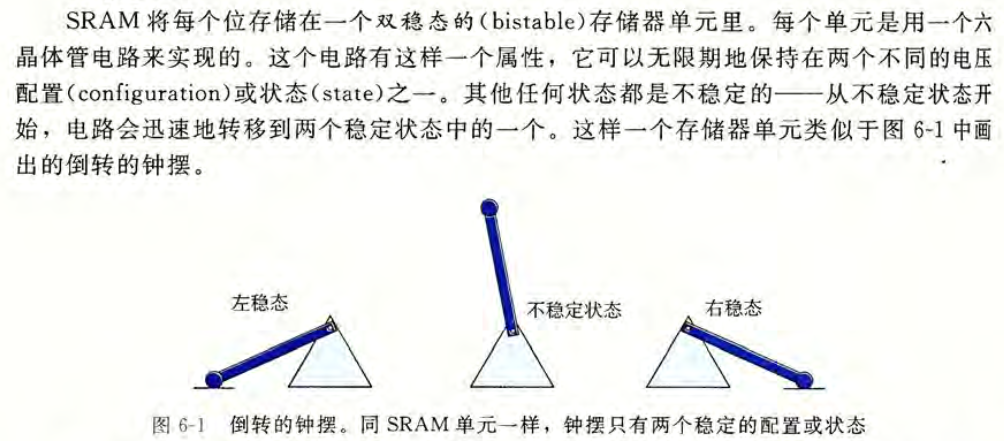 SRAM 将每个位存储在一个双稳态的(bistable)存储器单元里。每个单元是用一个六
晶体管电路来实现的。这个电路有这样一个属性，它可以无限期地保持在两个不同的电压
配置(configuration)或状态(state)之一。其他任何状态都是不稳定的——从不稳定状态开
始，电路会迅速地转移到两个稳定状态中的一个。这样一个存储器单元类似于图 6-1 中画
出的倒转的钟摆。
左稳态
不稳定状态
右稳态
图 6-1 倒转的钟摆。同 SRAM 单元一样，钟摆只有两个稳定的配置或状态